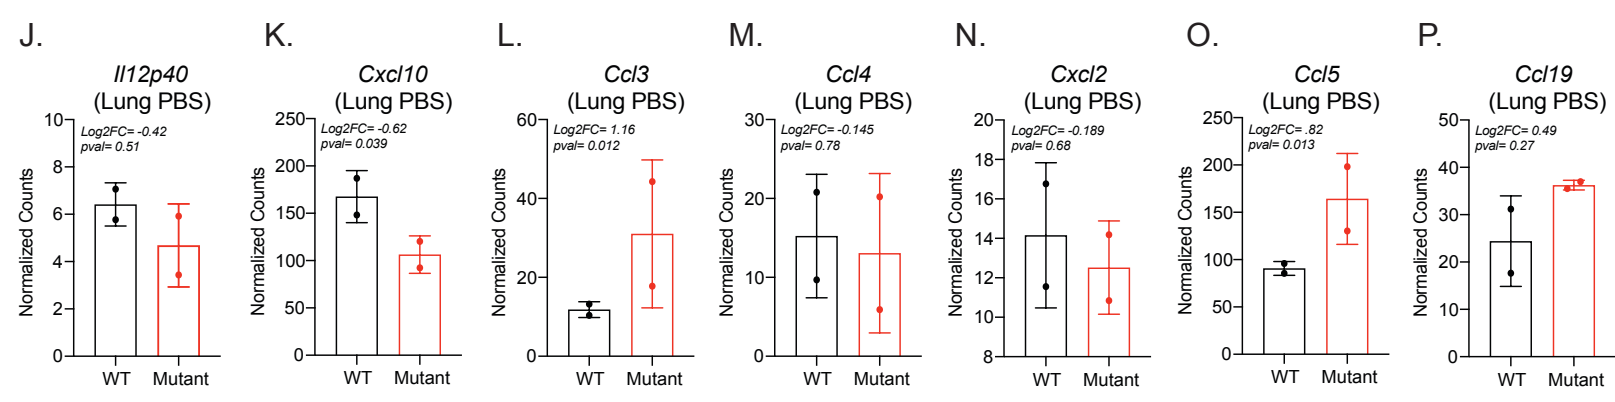 J.
Il12p40
(Lung PBS)
Log2FC= -0.42
pval= 0.51
Normalized Counts
10
8
6
4
2
0
WT Mutant
K.
Cxcl10
(Lung PBS)
Log2FC= -0.62
pval= 0.039
Normalized Counts
250
200
150
100
50
0
WT Mutant
L.
Ccl3
(Lung PBS)
Log2FC= 1.16
pval= 0.012
Normalized Counts
60
40
20
0
WT Mutant
M.
Ccl4
(Lung PBS)
Log2FC= -0.145
pval= 0.78
Normalized Counts
30
20
10
0
WT Mutant
N.
Cxcl2
(Lung PBS)
Log2FC= -0.189
pval= 0.68
Normalized Counts
20
18
16
14
12
10
8
WT Mutant
O.
Ccl5
(Lung PBS)
Log2FC= .82
pval= 0.013
Normalized Counts
250
200
150
100
50
0
WT Mutant
P.
Ccl19
(Lung PBS)
Log2FC= 0.49
pval= 0.27
Normalized Counts
50
40
30
20
10
0
WT Mutant